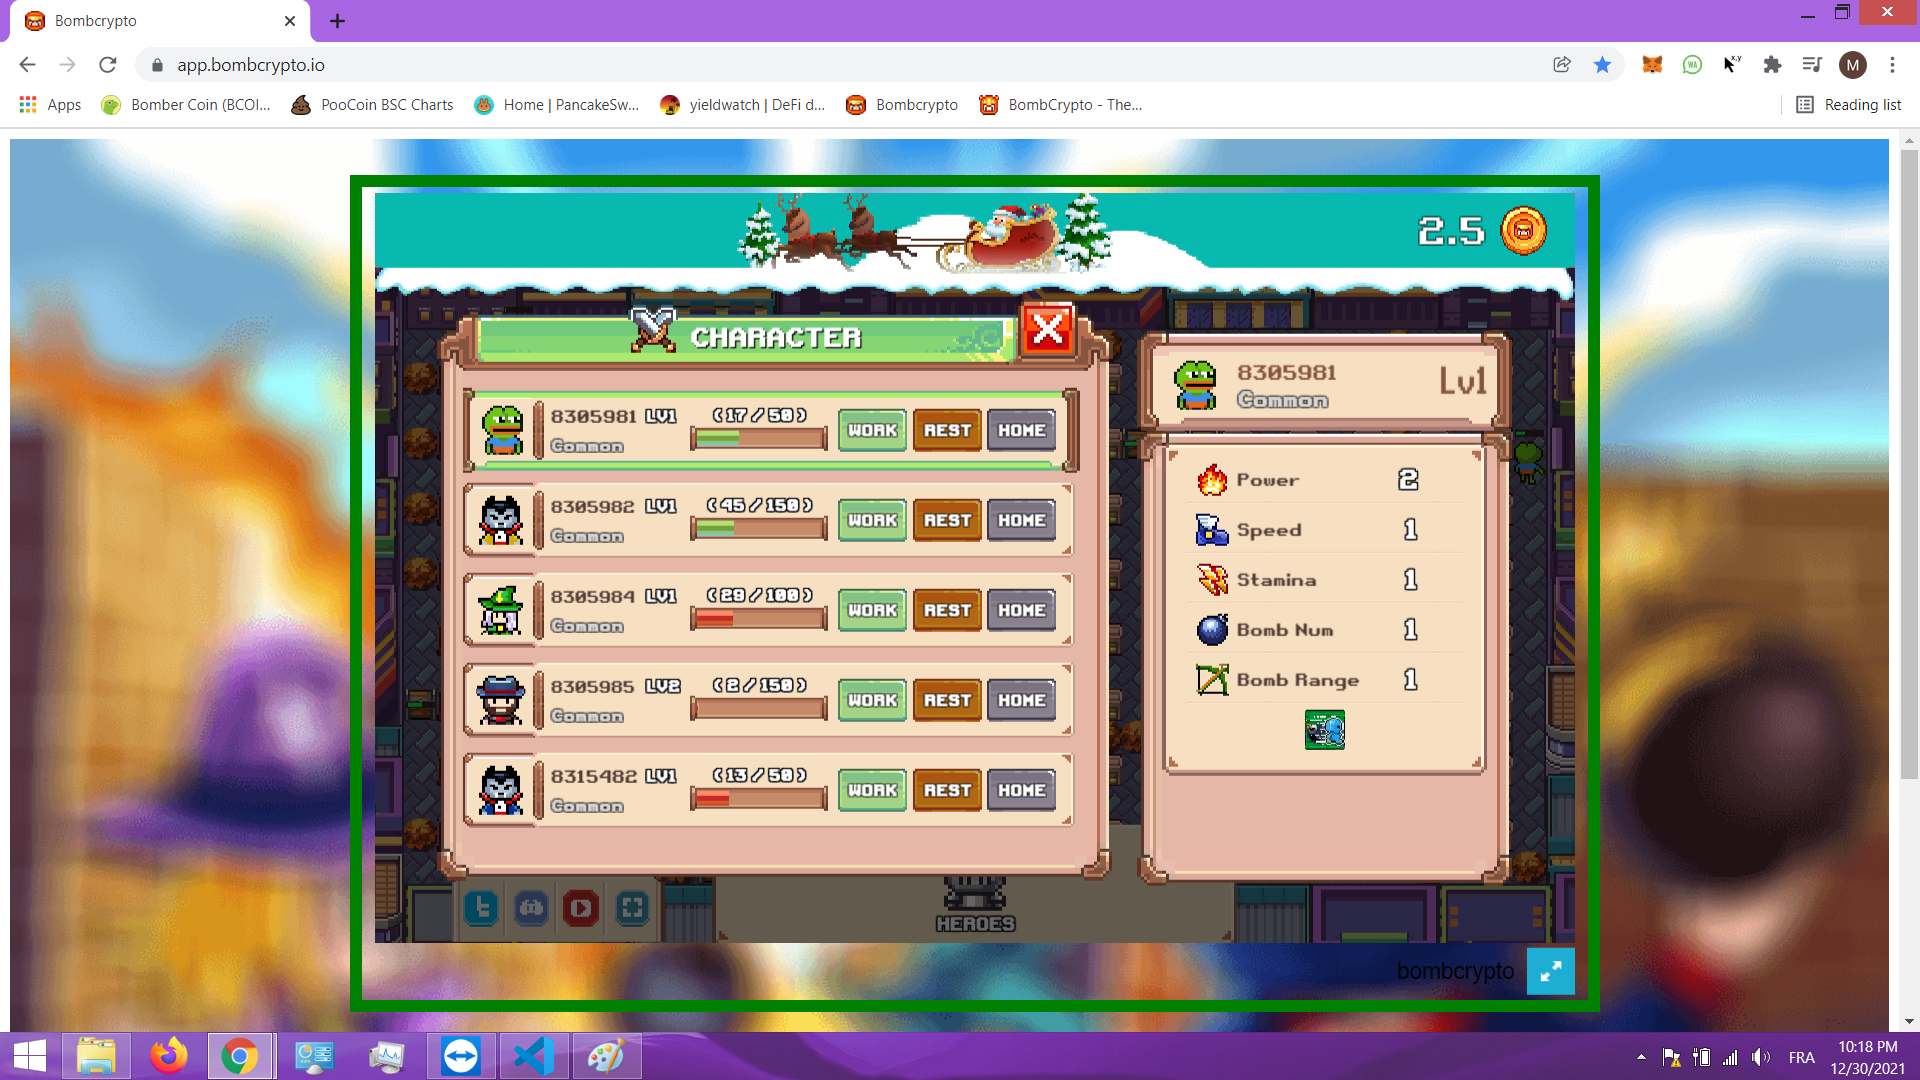 Bombcrypto
app.bombcrypto.io
M
Apps
Bomber Coin (BCOI...
PooCoin BSC Charts
Home | PancakeSw...
yieldwatch | DeFi d...
Bombcrypto
BombCrypto - The...
Reading list
2.5
CHARACTER
8305981 LV1 (17/50) WORK REST HOME
Common
8305982 LV1 (45/150) WORK REST HOME
Common
8305984 LV1 (29/100) WORK REST HOME
Common
8305985 LV2 (2/150) WORK REST HOME
Common
8315482 LV1 (13/50) WORK REST HOME
Common
8305981 Lv1
Common
Power 2
Speed 1
Stamina 1
Bomb Num 1
Bomb Range 1
HEROES
bombcrypto
FRA
10:18 PM
12/30/2021